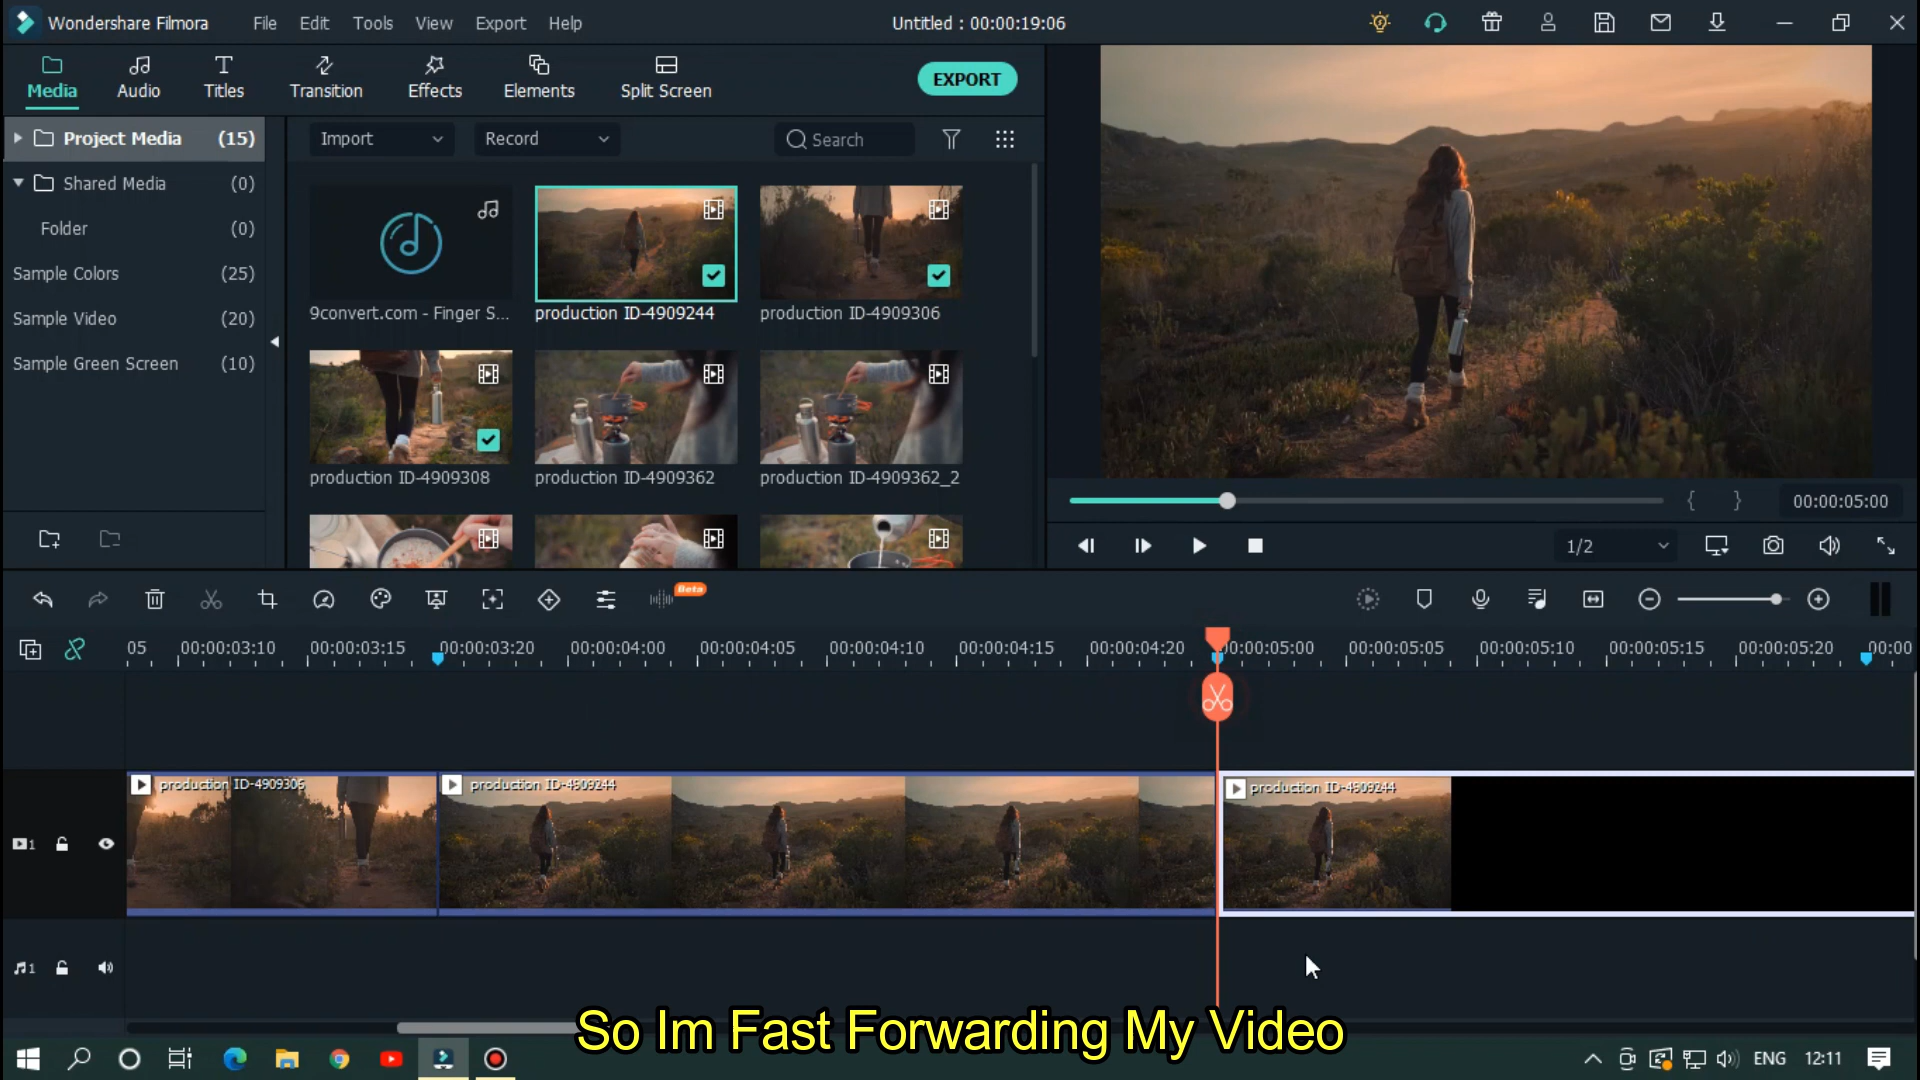 Wondershare Filmora
File Edit Tools View Export Help
Untitled : 00:00:19:06
Media Audio Titles Transition Effects Elements Split Screen
EXPORT
Project Media (15)
Shared Media (0)
Folder (0)
Sample Colors (25)
Sample Video (20)
Sample Green Screen (10)
Import Record Search
9convert.com - Finger S... production ID-4909244 production ID-4909306
production ID-4909308 production ID-4909362 production ID-4909362_2
00:00:05:00
1/2
Beta
05 00:00:03:10 00:00:03:15 00:00:03:20 00:00:04:00 00:00:04:05 00:00:04:10 00:00:04:15 00:00:04:20 00:00:05:00 00:00:05:05 00:00:05:10 00:00:05:15 00:00:05:20 00:00
production ID-4909306 production ID-4909244 production ID-4909244
1
1
So Im Fast Forwarding My Video
ENG 12:11